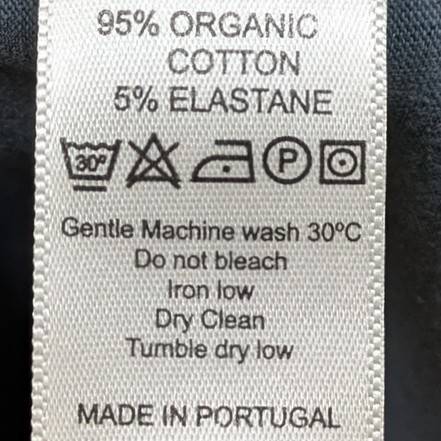 95% ORGANIC
COTTON
5% ELASTANE
30° P
Gentle Machine wash 30ºC
Do not bleach
Iron low
Dry Clean
Tumble dry low
MADE IN PORTUGAL